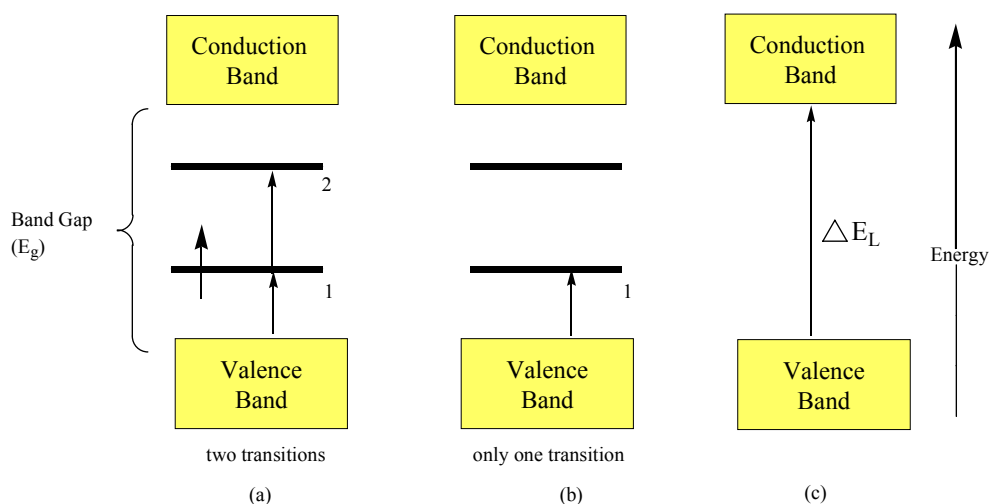 Conduction
Band
Conduction
Band
Conduction
Band
2
Band Gap
(Eg)
1
1
△EL
Energy
Valence
Band
Valence
Band
Valence
Band
two transitions
only one transition
(a)
(b)
(c)